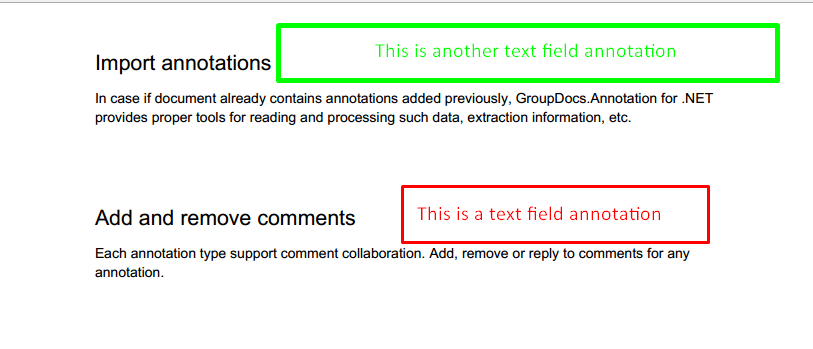 This is another text field annotation
Import annotations
In case if document already contains annotations added previously, GroupDocs.Annotation for .NET
provides proper tools for reading and processing such data, extraction information, etc.
This is a text field annotation
Add and remove comments
Each annotation type support comment collaboration. Add, remove or reply to comments for any
annotation.